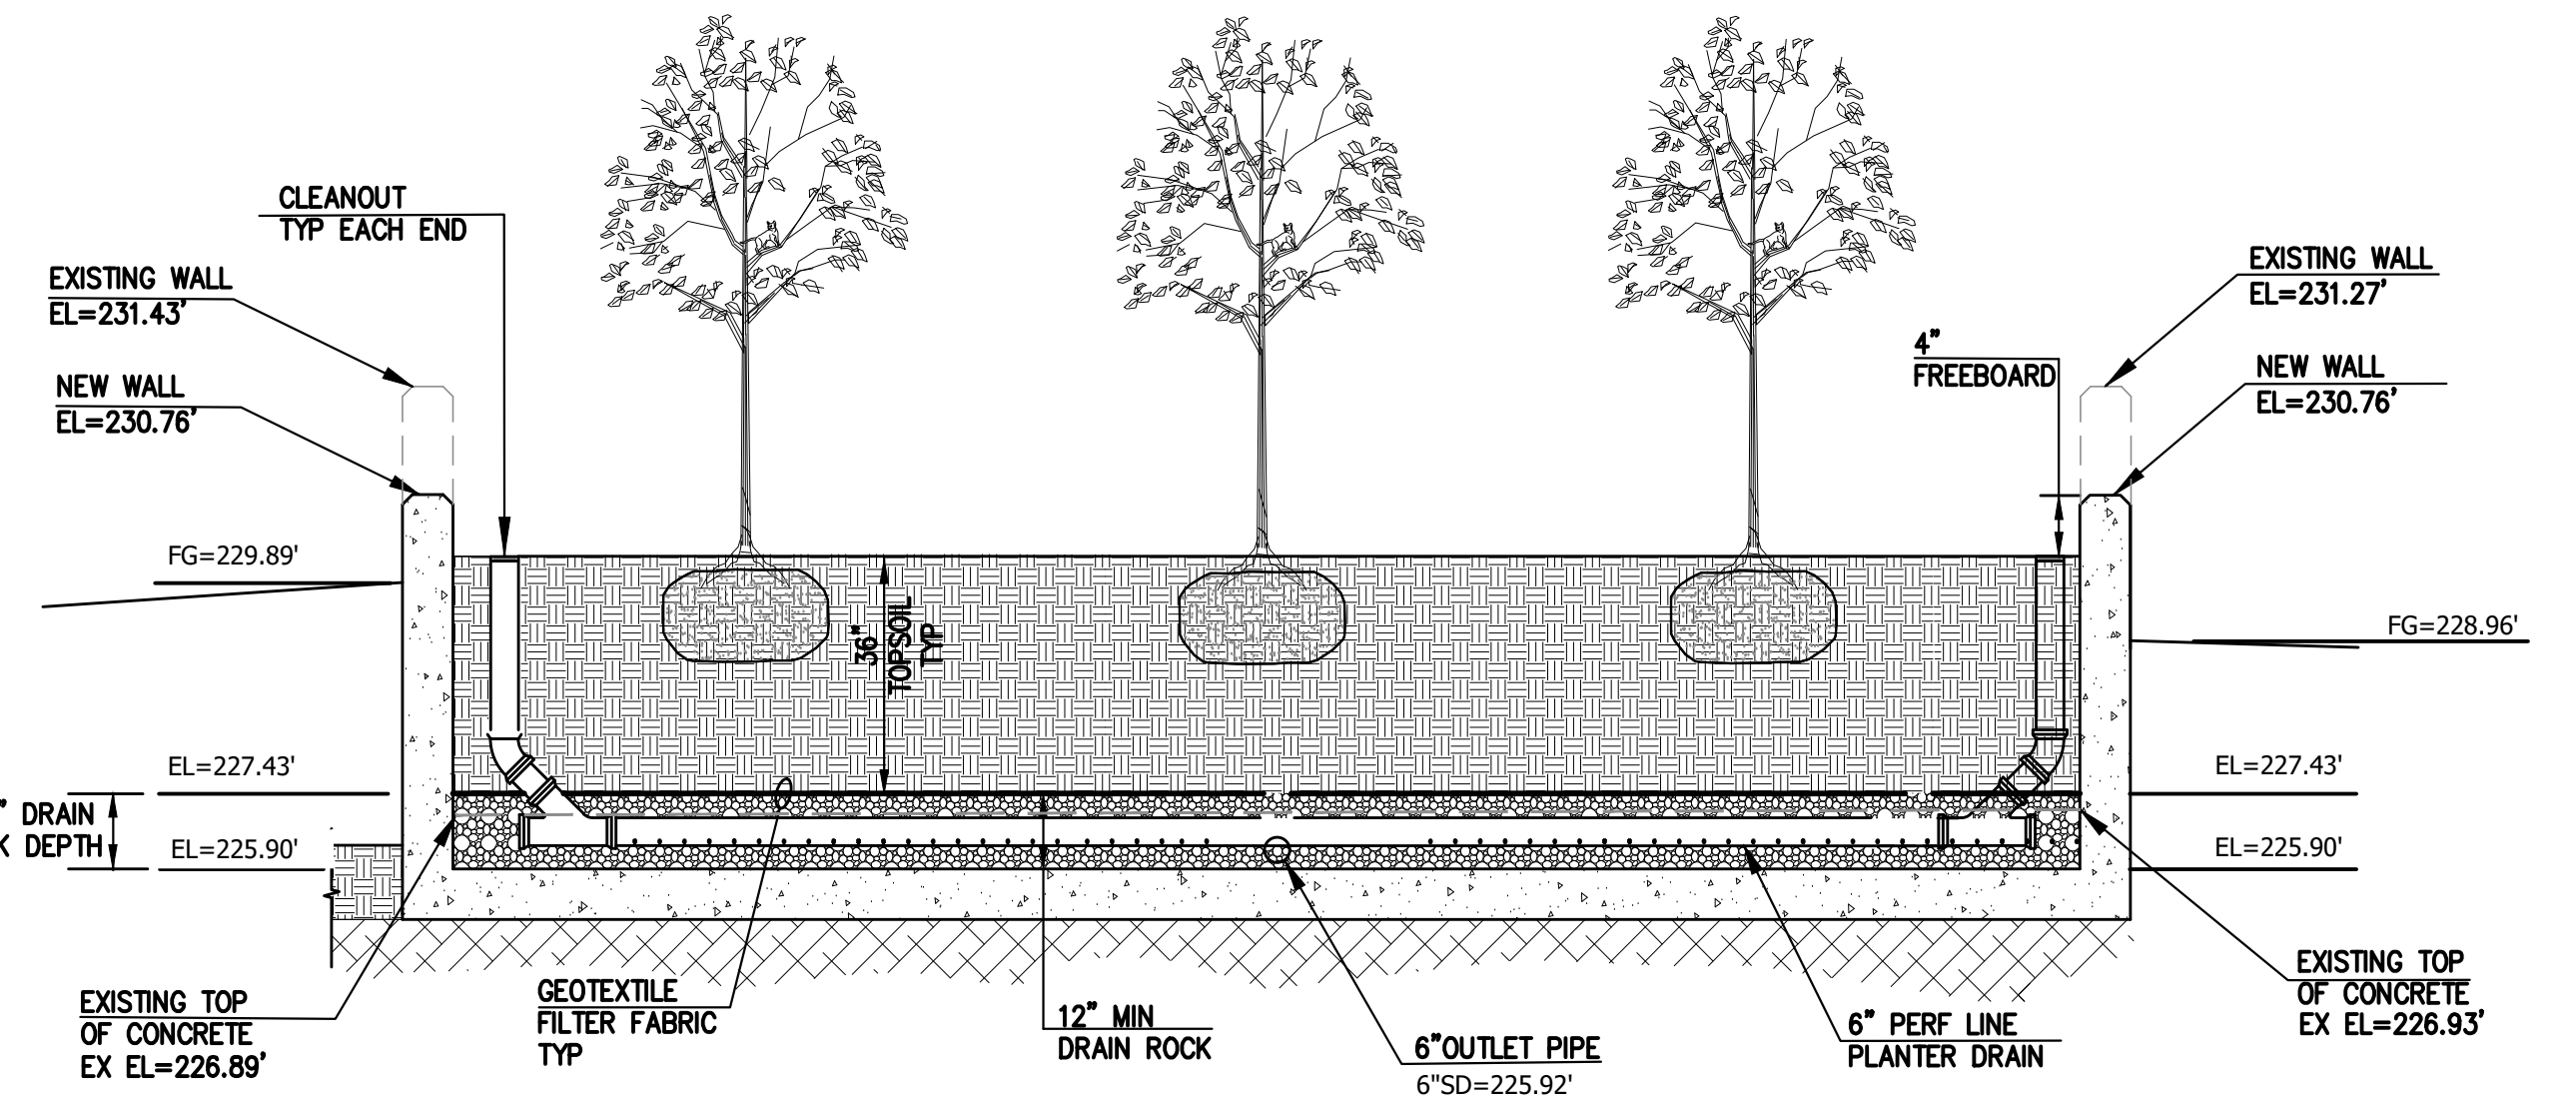 CLEANOUT
TYP EACH END
EXISTING WALL
EL=231.43'
NEW WALL
EL=230.76'
EXISTING WALL
EL=231.27'
4"
FREEBOARD
NEW WALL
EL=230.76'
FG=229.89'
36"
TOPSOIL
TYP
FG=228.96'
EL=227.43'
EL=227.43'
" DRAIN
K DEPTH
EL=225.90'
EL=225.90'
EXISTING TOP
OF CONCRETE
EX EL=226.89'
GEOTEXTILE
FILTER FABRIC
TYP
12" MIN
DRAIN ROCK
6"OUTLET PIPE
6"SD=225.92'
6" PERF LINE
PLANTER DRAIN
EXISTING TOP
OF CONCRETE
EX EL=226.93'